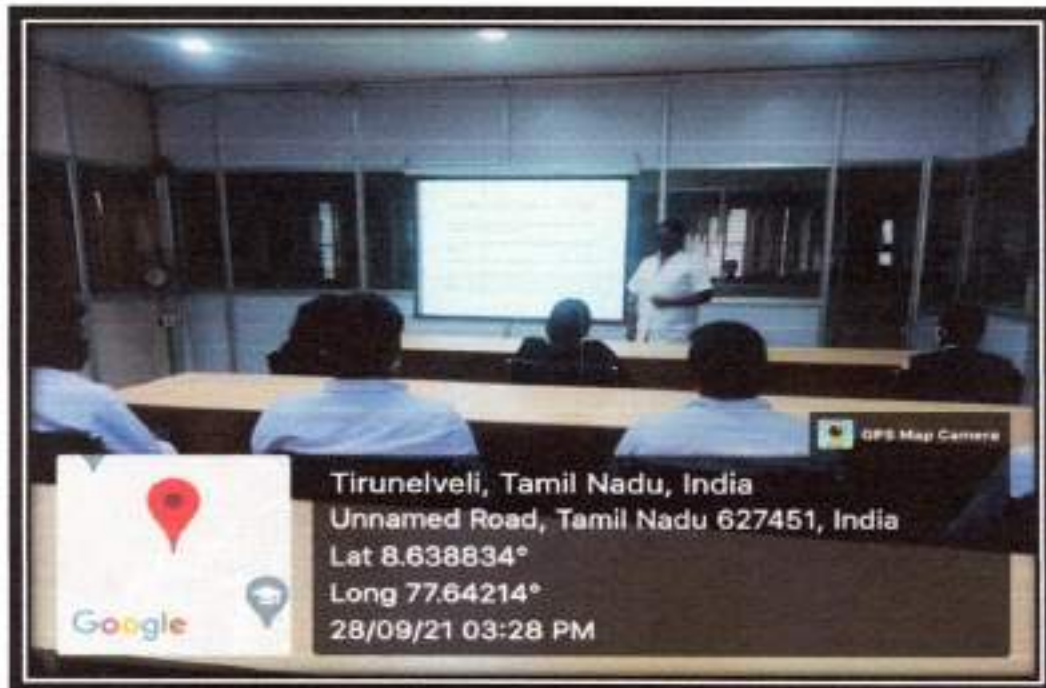 GPS Map Camera
Tirunelveli, Tamil Nadu, India
Unnamed Road, Tamil Nadu 627451, India
Lat 8.638834°
Long 77.64214°
28/09/21 03:28 PM
Google